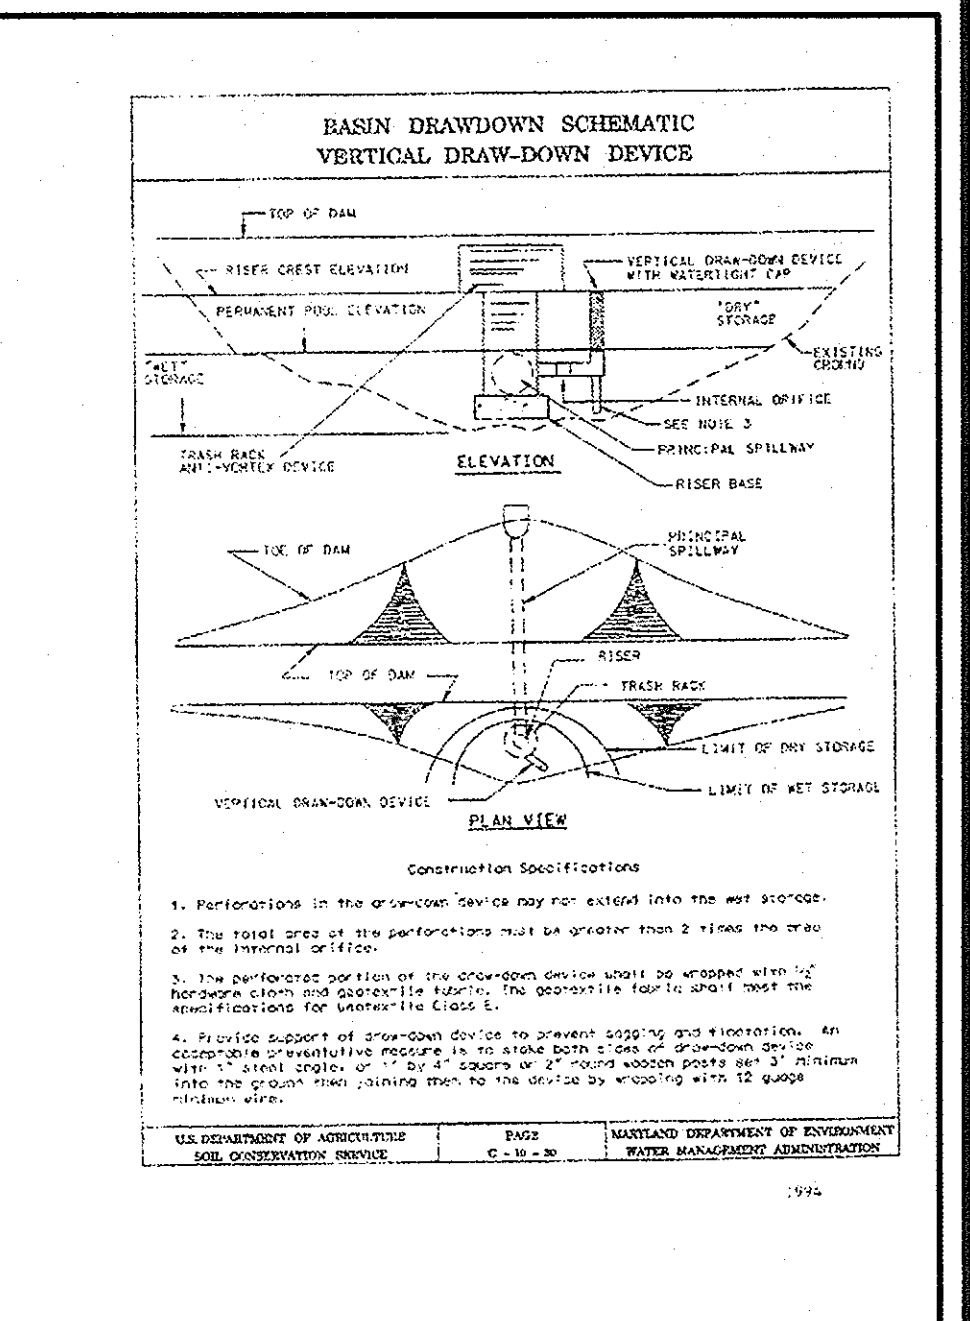 BASIN DRAWDOWN SCHEMATIC
VERTICAL DRAW-DOWN DEVICE
TOP OF DAM
RISER CREST ELEVATION
PERMANENT POOL ELEVATION
VERTICAL DRAW-DOWN DEVICE
WITH WATERTIGHT CAP
"DRY"
STORAGE
EXISTING
GROUND
"WET"
STORAGE
INTERNAL ORIFICE
SEE NOTE 3
PRINCIPAL SPILLWAY
TRASH RACK
ANTI-VORTEX DEVICE
ELEVATION
RISER BASE
TOE OF DAM
PRINCIPAL
SPILLWAY
RISER
TOP OF DAM
TRASH RACK
LIMIT OF DRY STORAGE
LIMIT OF WET STORAGE
VERTICAL DRAW-DOWN DEVICE
PLAN VIEW
Construction Specifications
1. Perforations in the draw-down device may not extend into the wet storage.
2. The total area of the perforations must be greater than 2 times the area
of the internal orifice.
3. The perforated portion of the draw-down device shall be wrapped with ½"
hardware cloth and geotextile fabric. The geotextile fabric shall meet the
specifications for Geotextile Class E.
4. Provide support of draw-down device to prevent sagging and floatation. An
acceptable preventative measure is to stake both sides of draw-down device
with 1" steel angle, or 1" by 4" square or 2" round wooden posts set 3' minimum
into the ground then joining them to the device by wrapping with 12 guage
minimum wire.
U.S. DEPARTMENT OF AGRICULTURE
SOIL CONSERVATION SERVICE
PAGE
C - 10 - 30
MARYLAND DEPARTMENT OF ENVIRONMENT
WATER MANAGEMENT ADMINISTRATION
1994